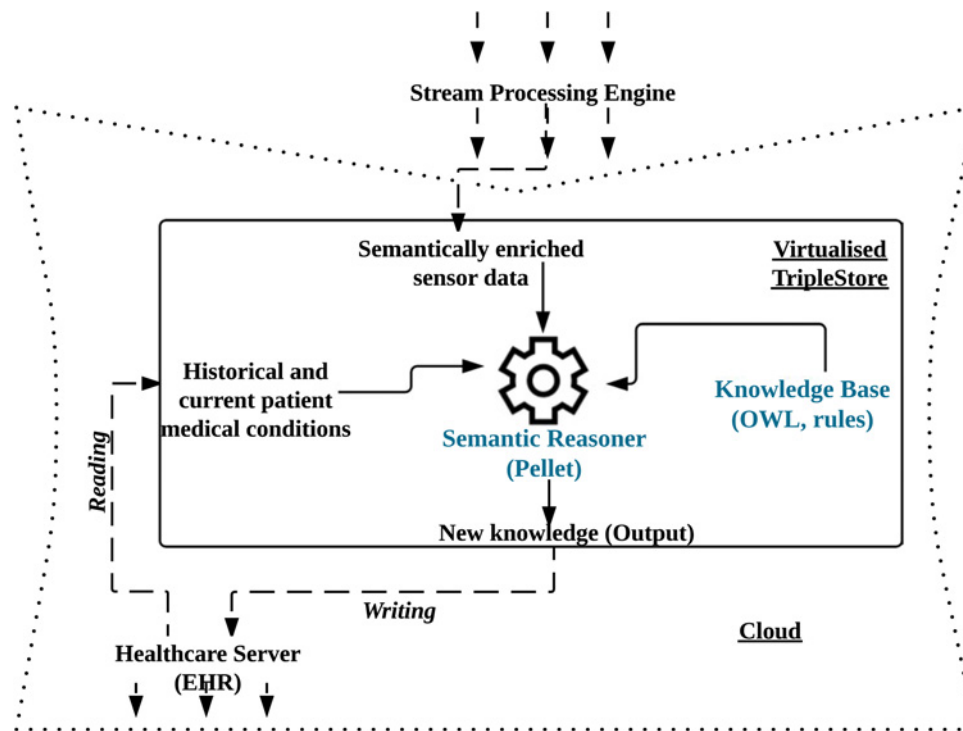 Stream Processing Engine
Semantically enriched
sensor data
Virtualised
TripleStore
Historical and
current patient
medical conditions
Knowledge Base
(OWL, rules)
Semantic Reasoner
(Pellet)
Reading
New knowledge (Output)
Writing
Cloud
Healthcare Server
(EHR)